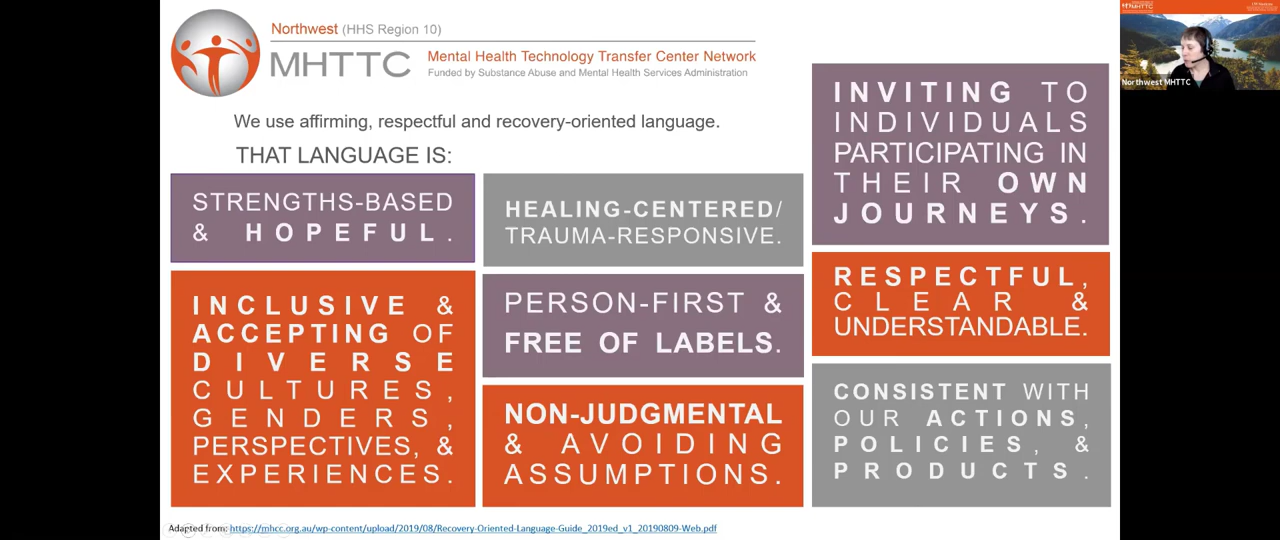 Northwest (HHS Region 10)
MHTTC
Mental Health Technology Transfer Center Network
Funded by Substance Abuse and Mental Health Services Administration
We use affirming, respectful and recovery-oriented language.
THAT LANGUAGE IS:
STRENGTHS-BASED
& HOPEFUL.
INCLUSIVE &
ACCEPTING OF
DIVERSE
CULTURES,
GENDERS,
PERSPECTIVES, &
EXPERIENCES.
HEALING-CENTERED/
TRAUMA-RESPONSIVE.
PERSON-FIRST &
FREE OF LABELS.
NON-JUDGMENTAL
& AVOIDING
ASSUMPTIONS.
INVITING TO
INDIVIDUALS
PARTICIPATING IN
THEIR OWN
JOURNEYS.
RESPECTFUL,
CLEAR &
UNDERSTANDABLE.
CONSISTENT WITH
OUR ACTIONS,
POLICIES, &
PRODUCTS.
Adapted from: https://mhcc.org.au/wp-content/upload/2019/08/Recovery-Oriented-Language-Guide_2019ed_v1_20190809-Web.pdf
MHTTC
Northwest MHTTC